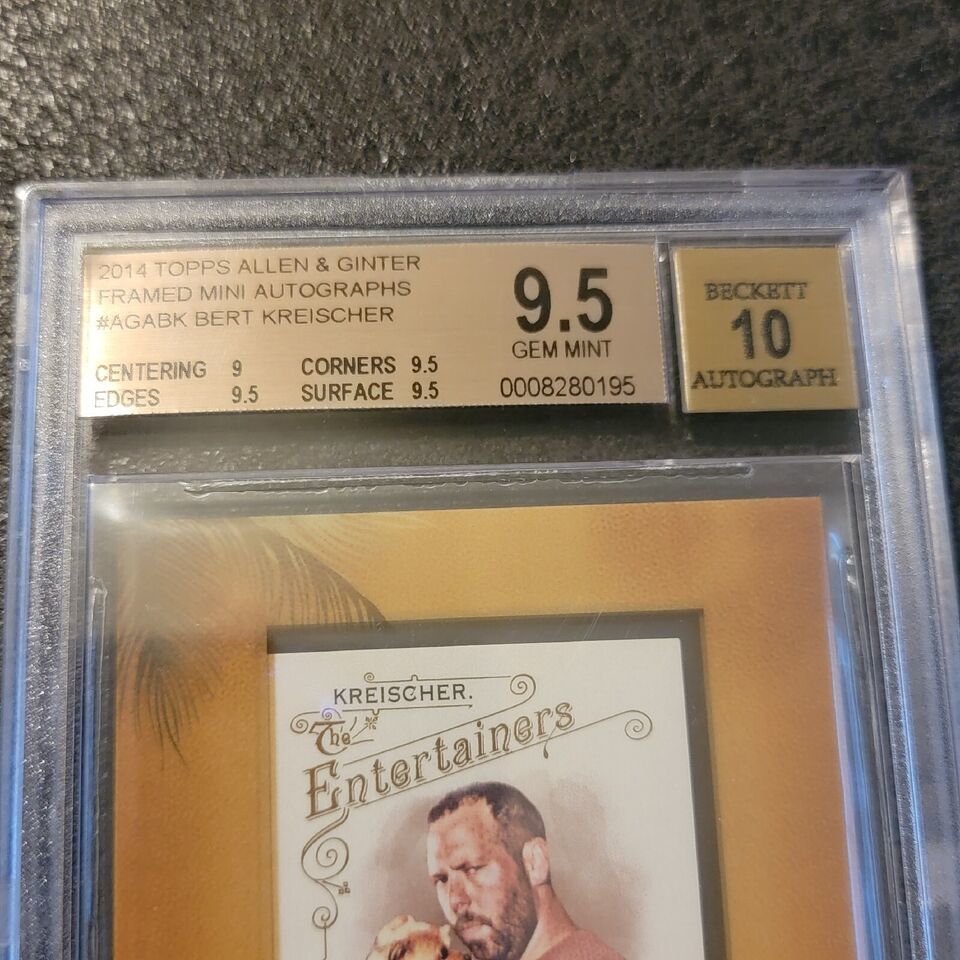 2014 TOPPS ALLEN & GINTER
FRAMED MINI AUTOGRAPHS
#AGABK BERT KREISCHER
CENTERING 9 CORNERS 9.5
EDGES 9.5 SURFACE 9.5
9.5
GEM MINT
0008280195
BECKETT
10
AUTOGRAPH
KREISCHER.
The
Entertainers